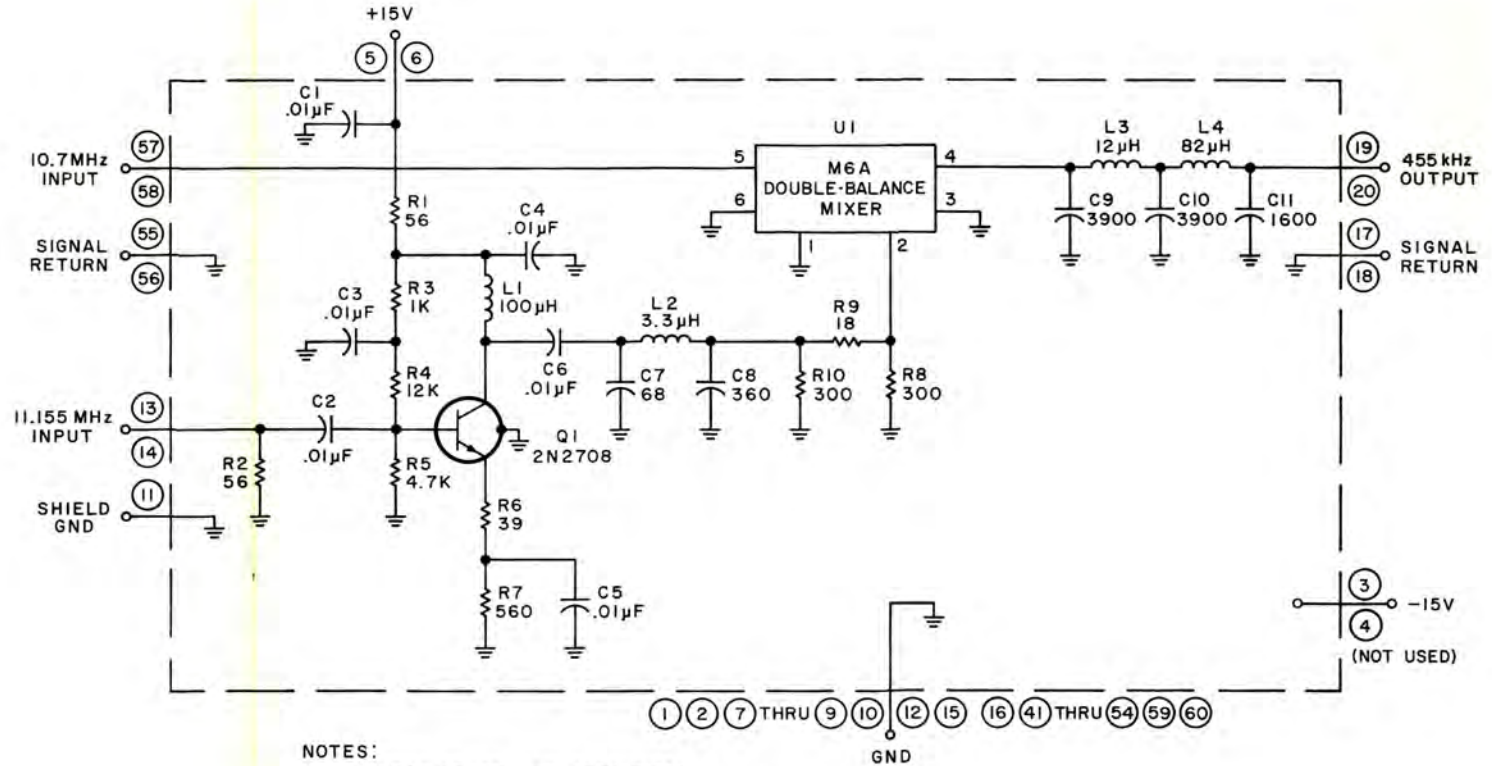 +15V
5 6
C1
.01µF
57
10.7MHz
INPUT
58
SIGNAL
RETURN
55
56
R1
56
C4
.01µF
U1
5
M6A
DOUBLE-BALANCE
MIXER
4
6
3
1
2
L3
12µH
L4
82µH
C9
3900
C10
3900
C11
1600
19
455 kHz
OUTPUT
20
17
SIGNAL
RETURN
18
C3
.01µF
R3
1K
L1
100µH
L2
3.3µH
R9
18
R4
12K
C6
.01µF
C7
68
C8
360
R10
300
R8
300
13
11.155 MHz
INPUT
14
C2
.01µF
R2
56
R5
4.7K
Q1
2N2708
11
SHIELD
GND
R6
39
R7
560
C5
.01µF
3
-15V
4
(NOT USED)
1 2 7 THRU 9 10 12 15 16 41 THRU 54 59 60
GND
NOTES: